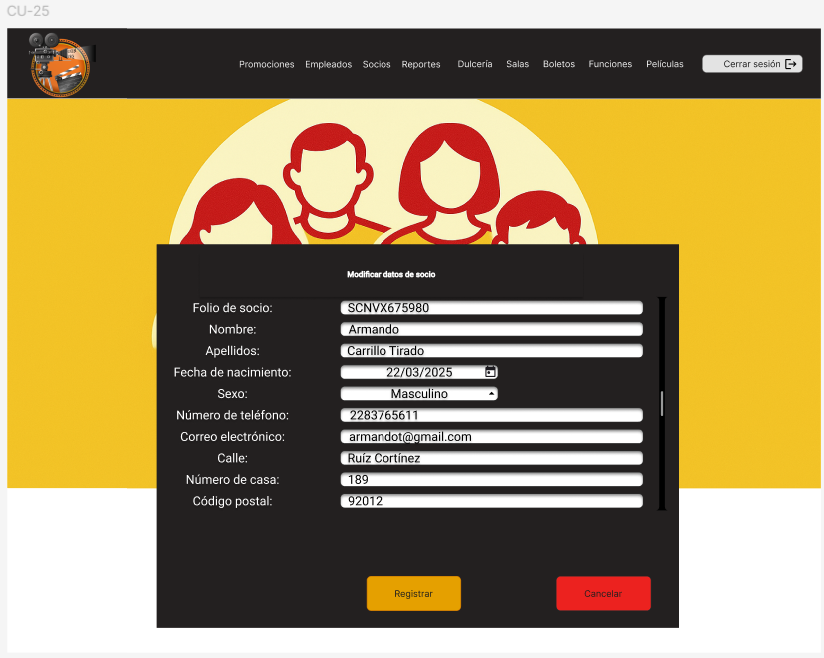 CU-25
Promociones Empleados Socios Reportes Dulcería Salas Boletos Funciones Películas Cerrar sesión
Modificar datos de socio
Folio de socio: SCNVX675980
Nombre: Armando
Apellidos: Carrillo Tirado
Fecha de nacimiento: 22/03/2025
Sexo: Masculino
Número de teléfono: 2283765611
Correo electrónico: armandot@gmail.com
Calle: Ruíz Cortínez
Número de casa: 189
Código postal: 92012
Registrar Cancelar